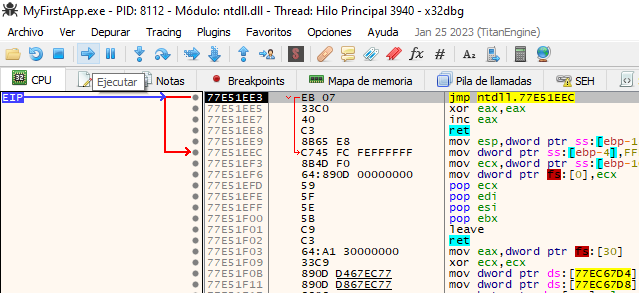 MyFirstApp.exe - PID: 8112 - Módulo: ntdll.dll - Thread: Hilo Principal 3940 - x32dbg
Archivo Ver Depurar Tracing Plugins Favoritos Opciones Ayuda Jan 25 2023 (TitanEngine)
CPU Notas Breakpoints Mapa de memoria Pila de llamadas SEH
Ejecutar
EIP 77E51EE3 EB 07 jmp ntdll.77E51EEC
77E51EE5 33C0 xor eax,eax
77E51EE7 40 inc eax
77E51EE8 C3 ret
77E51EE9 8B65 E8 mov esp,dword ptr ss:[ebp-1
77E51EEC C745 FC FEFFFFFF mov dword ptr ss:[ebp-4],FF
77E51EF3 8B4D F0 mov ecx,dword ptr ss:[ebp-10
77E51EF6 64:890D 00000000 mov dword ptr fs:[0],ecx
77E51EFD 59 pop ecx
77E51EFE 5F pop edi
77E51EFF 5E pop esi
77E51F00 5B pop ebx
77E51F01 C9 leave
77E51F02 C3 ret
77E51F03 64:A1 30000000 mov eax,dword ptr fs:[30]
77E51F09 33C9 xor ecx,ecx
77E51F0B 890D D467EC77 mov dword ptr ds:[77EC67D4]
77E51F11 890D D867EC77 mov dword ptr ds:[77EC67D8]